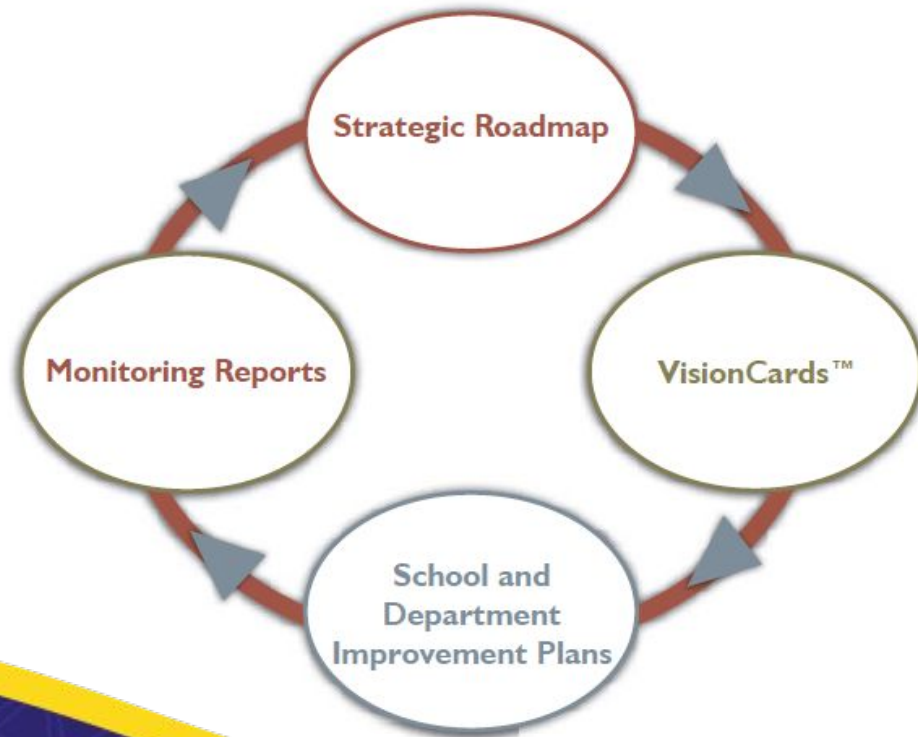 Strategic Roadmap
Monitoring Reports
VisionCards™
School and
Department
Improvement Plans